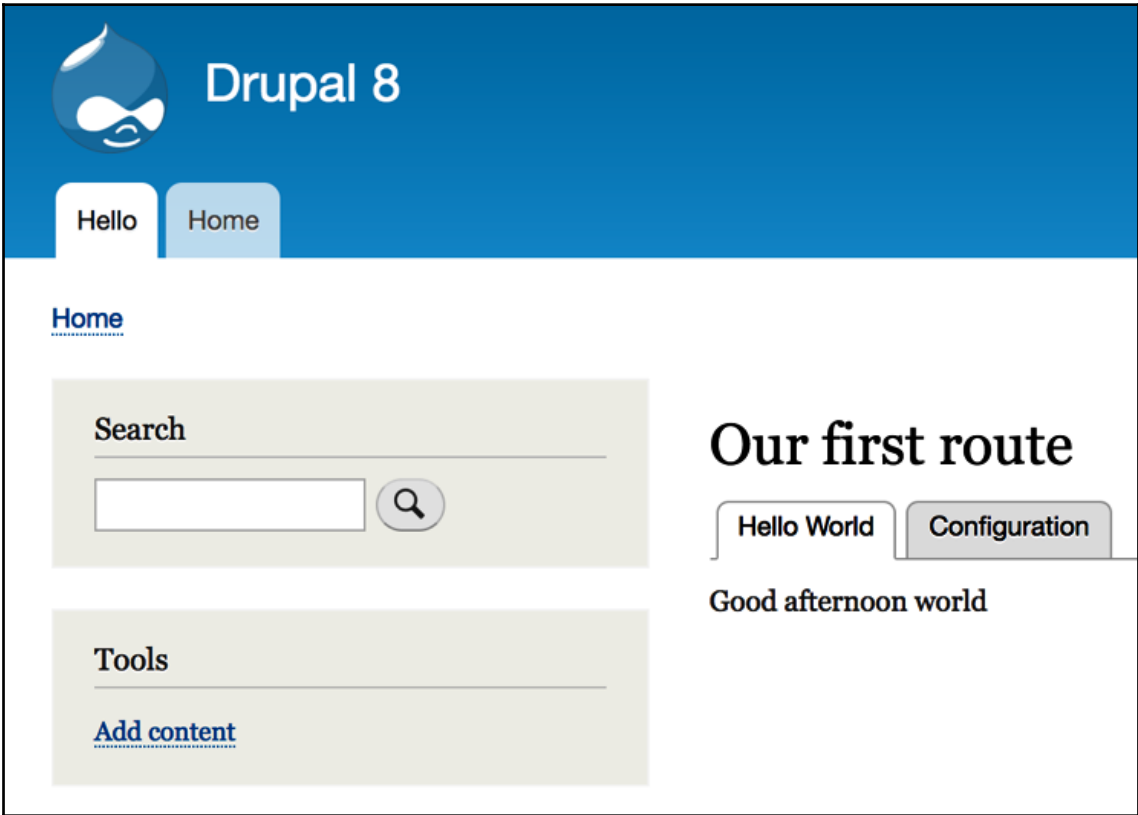 Drupal 8
Hello Home
Home
Search
Tools
Add content
Our first route
Hello World Configuration
Good afternoon world